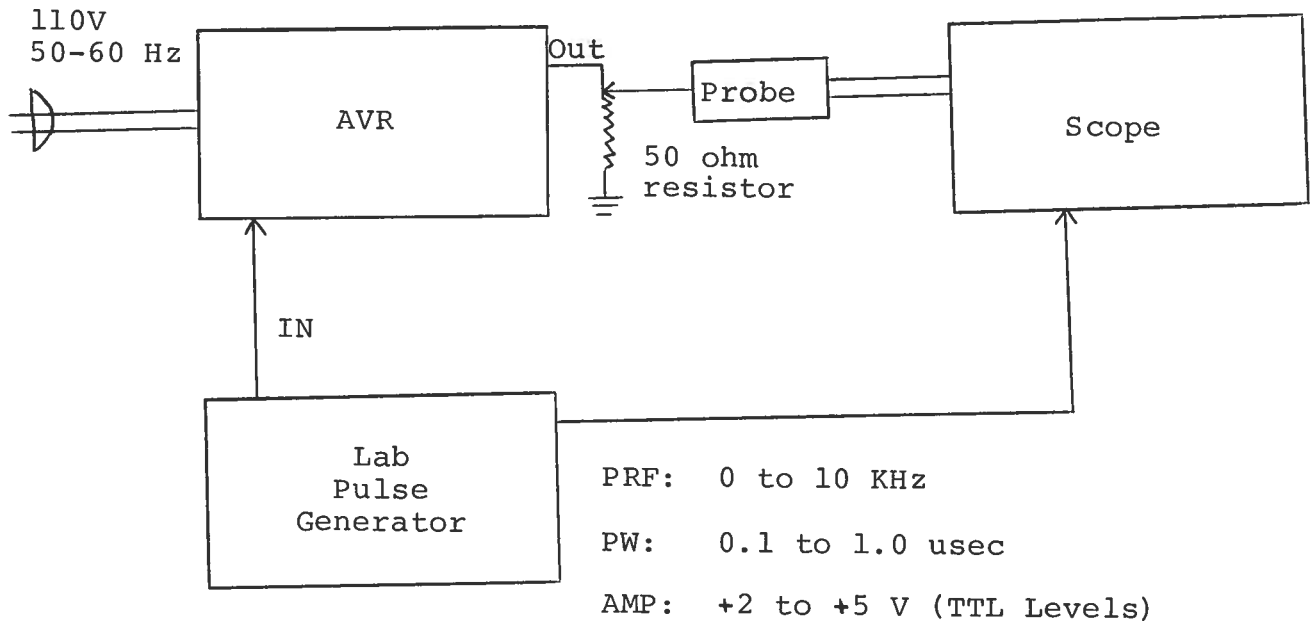 110V
50-60 Hz
AVR
Out
Probe
Scope
50 ohm
resistor
IN
Lab
Pulse
Generator
PRF: 0 to 10 KHz
PW: 0.1 to 1.0 usec
AMP: +2 to +5 V (TTL Levels)